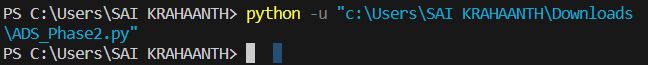 PS C:\Users\SAI KRAHAANTH> python -u "c:\Users\SAI KRAHAANTH\Downloads
\ADS_Phase2.py"
PS C:\Users\SAI KRAHAANTH>